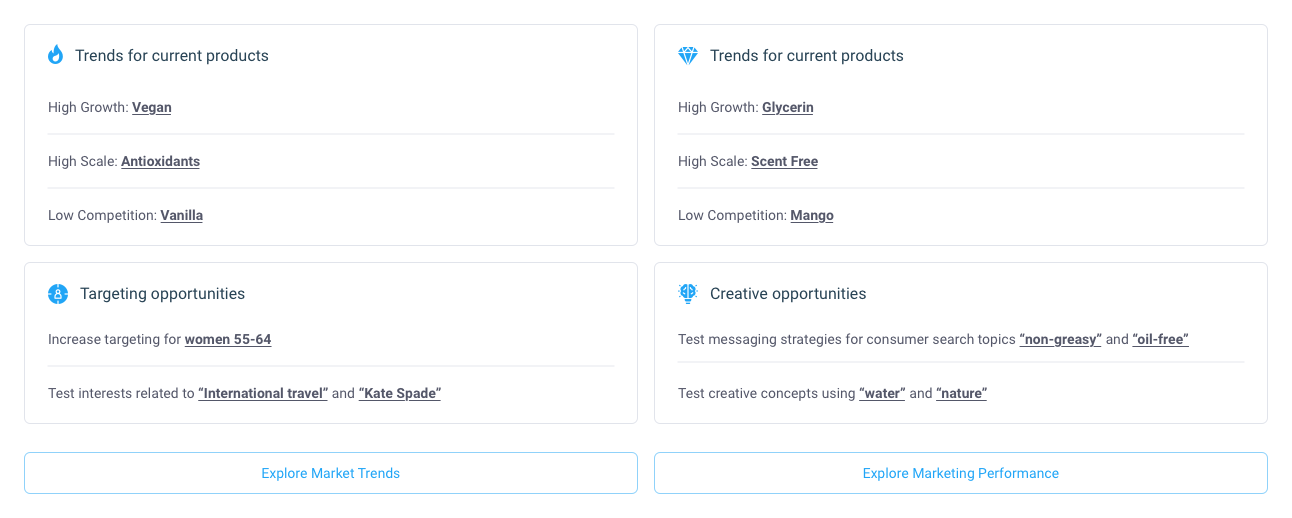 Trends for current products
High Growth: Vegan
High Scale: Antioxidants
Low Competition: Vanilla
Trends for current products
High Growth: Glycerin
High Scale: Scent Free
Low Competition: Mango
Targeting opportunities
Increase targeting for women 55-64
Test interests related to “International travel” and “Kate Spade”
Creative opportunities
Test messaging strategies for consumer search topics “non-greasy” and “oil-free”
Test creative concepts using “water” and “nature”
Explore Market Trends
Explore Marketing Performance